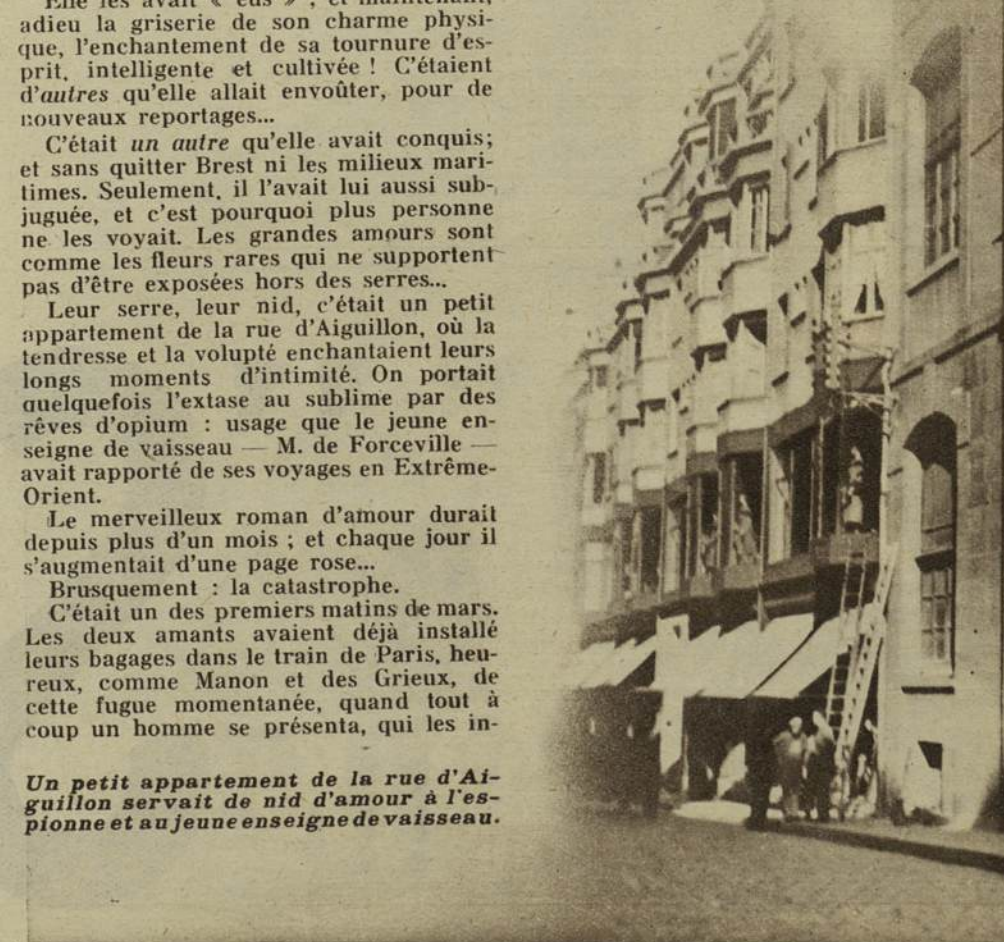 Elle les avait « eus » ; et maintenant,
adieu la griserie de son charme physi-
que, l'enchantement de sa tournure d'es-
prit, intelligente et cultivée ! C'étaient
d'autres qu'elle allait envoûter, pour de
nouveaux reportages...
C'était un autre qu'elle avait conquis;
et sans quitter Brest ni les milieux mari-
times. Seulement, il l'avait lui aussi sub-
juguée, et c'est pourquoi plus personne
ne les voyait. Les grandes amours sont
comme les fleurs rares qui ne supportent
pas d'être exposées hors des serres...
Leur serre, leur nid, c'était un petit
appartement de la rue d'Aiguillon, où la
tendresse et la volupté enchantaient leurs
longs moments d'intimité. On portait
quelquefois l'extase au sublime par des
rêves d'opium : usage que le jeune en-
seigne de vaisseau — M. de Forceville —
avait rapporté de ses voyages en Extrême-
Orient.
Le merveilleux roman d'amour durait
depuis plus d'un mois ; et chaque jour il
s'augmentait d'une page rose...
Brusquement : la catastrophe.
C'était un des premiers matins de mars.
Les deux amants avaient déjà installé
leurs bagages dans le train de Paris, heu-
reux, comme Manon et des Grieux, de
cette fugue momentanée, quand tout à
coup un homme se présenta, qui les in-
Un petit appartement de la rue d'Ai-
guillon servait de nid d'amour à l'es-
pionne et au jeune enseigne de vaisseau.